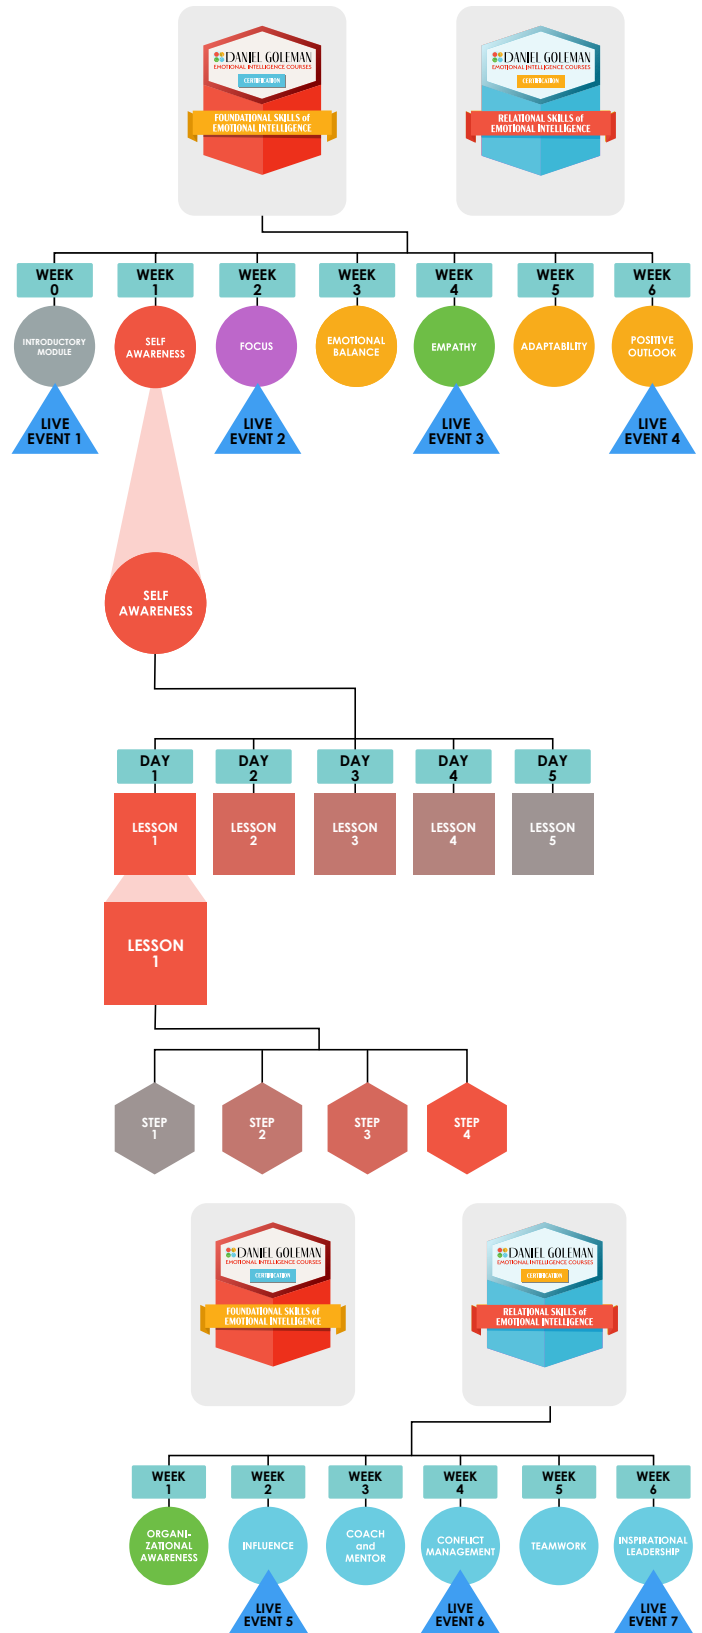 DANIEL GOLEMAN
EMOTIONAL INTELLIGENCE COURSES
CERTIFICATION
FOUNDATIONAL SKILLS of
EMOTIONAL INTELLIGENCE
DANIEL GOLEMAN
EMOTIONAL INTELLIGENCE COURSES
CERTIFICATION
RELATIONAL SKILLS of
EMOTIONAL INTELLIGENCE
WEEK
0
WEEK
1
WEEK
2
WEEK
3
WEEK
4
WEEK
5
WEEK
6
INTRODUCTORY
MODULE
SELF
AWARENESS
FOCUS
EMOTIONAL
BALANCE
EMPATHY
ADAPTABILITY
POSITIVE
OUTLOOK
LIVE
EVENT 1
LIVE
EVENT 2
LIVE
EVENT 3
LIVE
EVENT 4
SELF
AWARENESS
DAY
1
DAY
2
DAY
3
DAY
4
DAY
5
LESSON
1
LESSON
2
LESSON
3
LESSON
4
LESSON
5
LESSON
1
STEP
1
STEP
2
STEP
3
STEP
4
DANIEL GOLEMAN
EMOTIONAL INTELLIGENCE COURSES
CERTIFICATION
FOUNDATIONAL SKILLS of
EMOTIONAL INTELLIGENCE
DANIEL GOLEMAN
EMOTIONAL INTELLIGENCE COURSES
CERTIFICATION
RELATIONAL SKILLS of
EMOTIONAL INTELLIGENCE
WEEK
1
WEEK
2
WEEK
3
WEEK
4
WEEK
5
WEEK
6
ORGANI-
ZATIONAL
AWARENESS
INFLUENCE
COACH
and
MENTOR
CONFLICT
MANAGEMENT
TEAMWORK
INSPIRATIONAL
LEADERSHIP
LIVE
EVENT 5
LIVE
EVENT 6
LIVE
EVENT 7